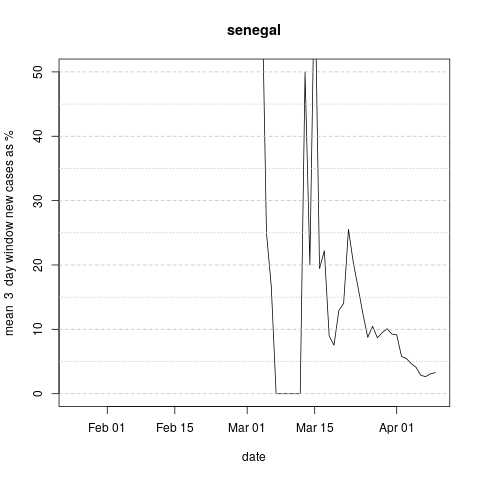 senegal
mean 3 day window new cases as %
50
40
30
20
10
0
Feb 01
Feb 15
Mar 01
Mar 15
Apr 01
date